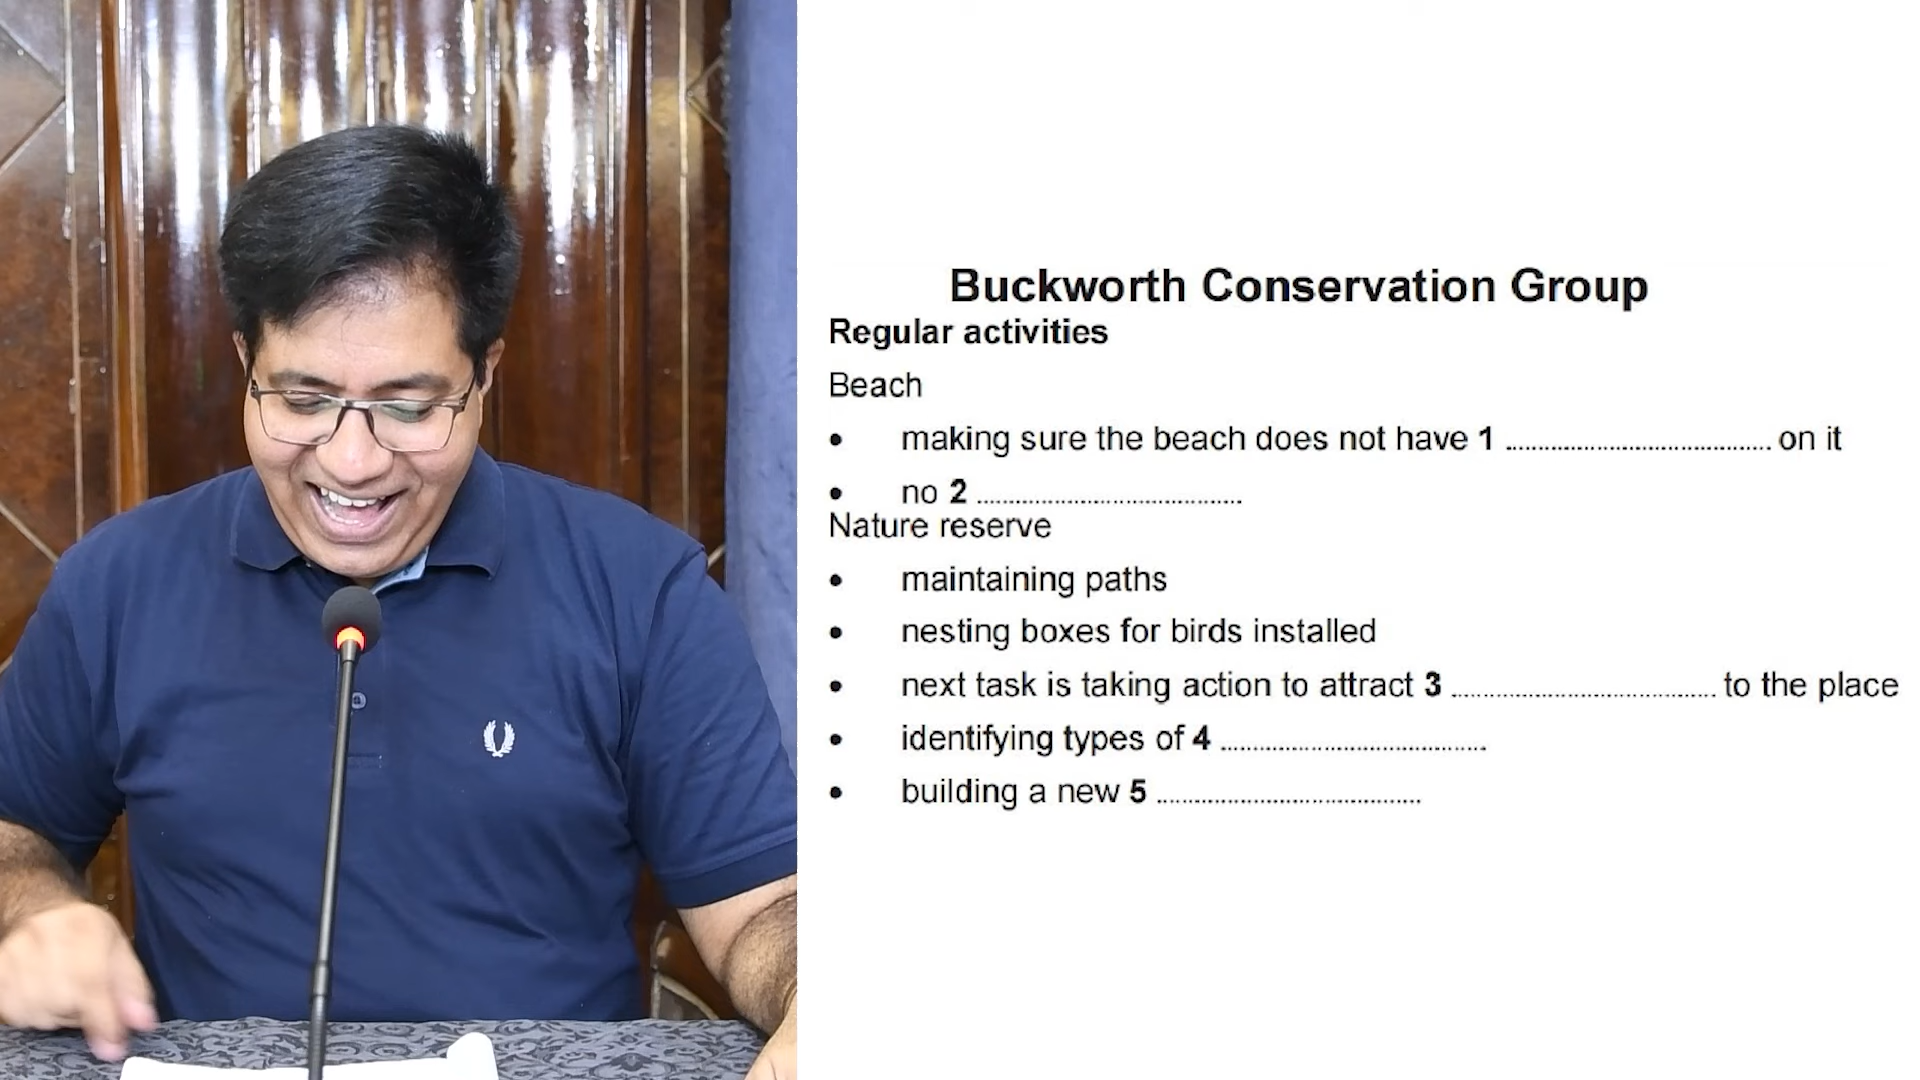 Buckworth Conservation Group
Regular activities
Beach
• making sure the beach does not have 1 ........................................ on it
• no 2 ........................................
Nature reserve
• maintaining paths
• nesting boxes for birds installed
• next task is taking action to attract 3 ........................................ to the place
• identifying types of 4 ........................................
• building a new 5 ........................................